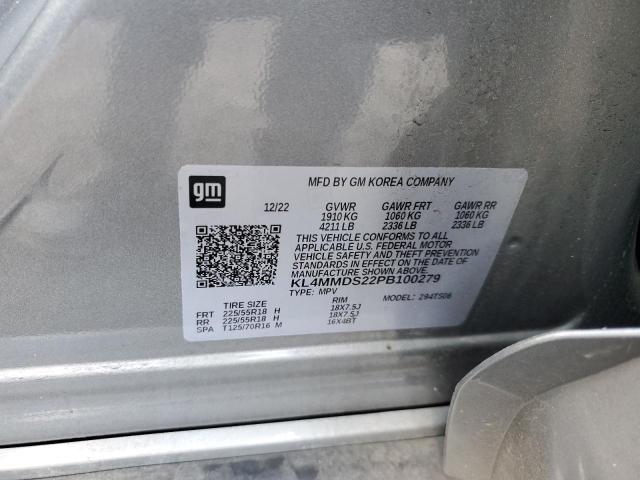 gm
MFD BY GM KOREA COMPANY
12/22 GVWR GAWR FRT GAWR RR
1910 KG 1060 KG 1060 KG
4211 LB 2336 LB 2336 LB
THIS VEHICLE CONFORMS TO ALL
APPLICABLE U.S. FEDERAL MOTOR
VEHICLE SAFETY AND THEFT PREVENTION
STANDARDS IN EFFECT ON THE DATE OF
MANUFACTURE SHOWN ABOVE.
KL4MMDS22PB100279
TYPE: MPV MODEL: 294TS06
TIRE SIZE RIM
FRT 225/55R18 H 18X7.5J
RR 225/55R18 H 18X7.5J
SPA T125/70R16 M 16X4BT